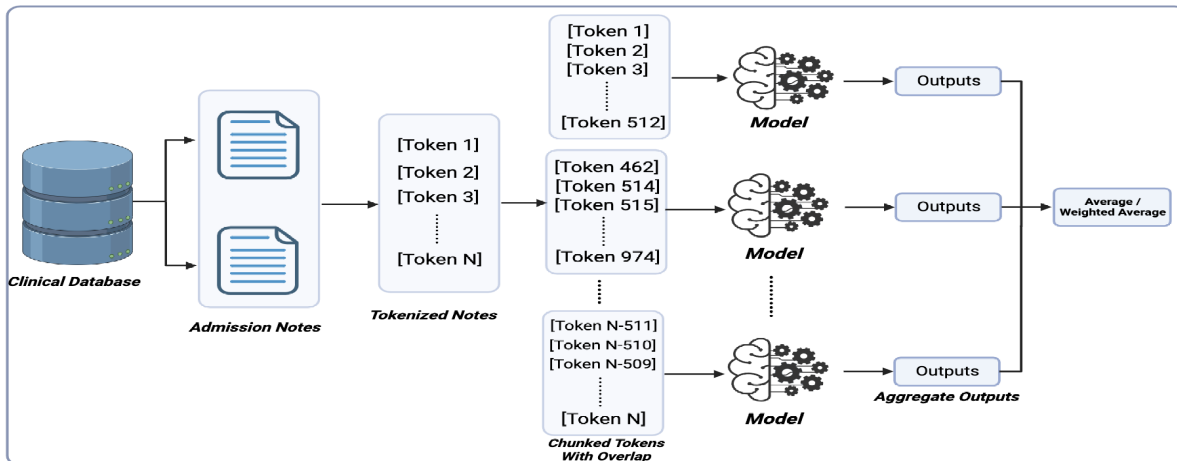 Clinical Database
Admission Notes
[Token 1]
[Token 2]
[Token 3]
[Token N]
Tokenized Notes
[Token 1]
[Token 2]
[Token 3]
[Token 512]
[Token 462]
[Token 514]
[Token 515]
[Token 974]
[Token N-511]
[Token N-510]
[Token N-509]
[Token N]
Chunked Tokens
With Overlap
Model
Model
Model
Outputs
Outputs
Outputs
Aggregate Outputs
Average /
Weighted Average